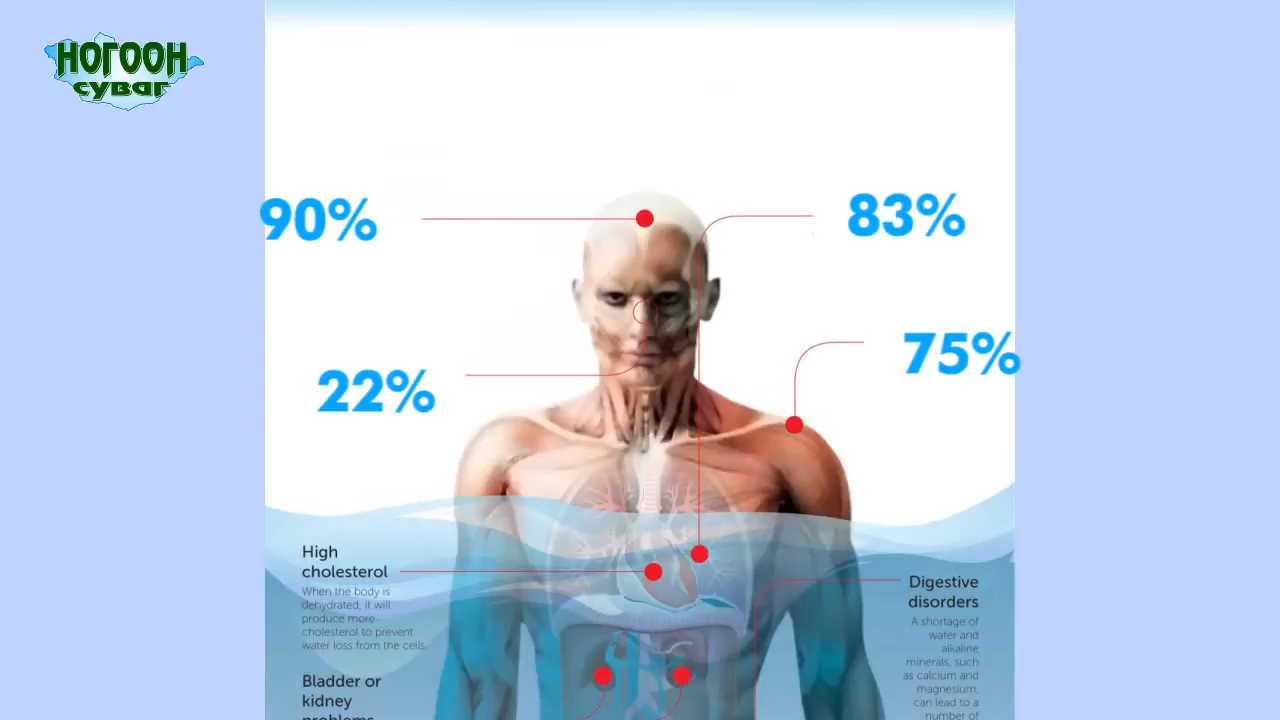 НОГООН
суваг
90%
83%
22%
75%
High
cholesterol
When the body is
dehydrated, it will
produce more
cholesterol to prevent
water loss from the cells.
Bladder or
kidney
problems
Digestive
disorders
A shortage of
water and
alkaline
minerals, such
as calcium and
magnesium,
can lead to a
number of